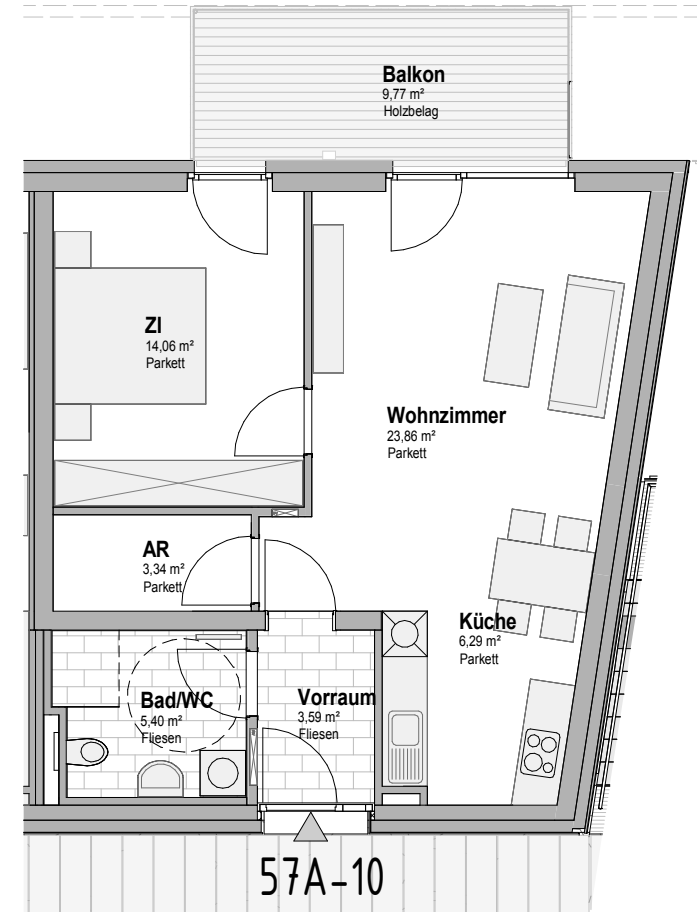 Balkon
9,77 m²
Holzbelag
ZI
14,06 m²
Parkett
Wohnzimmer
23,86 m²
Parkett
AR
3,34 m²
Parkett
Küche
6,29 m²
Parkett
Bad/WC
5,40 m²
Fliesen
Vorraum
3,59 m²
Fliesen
57A-10